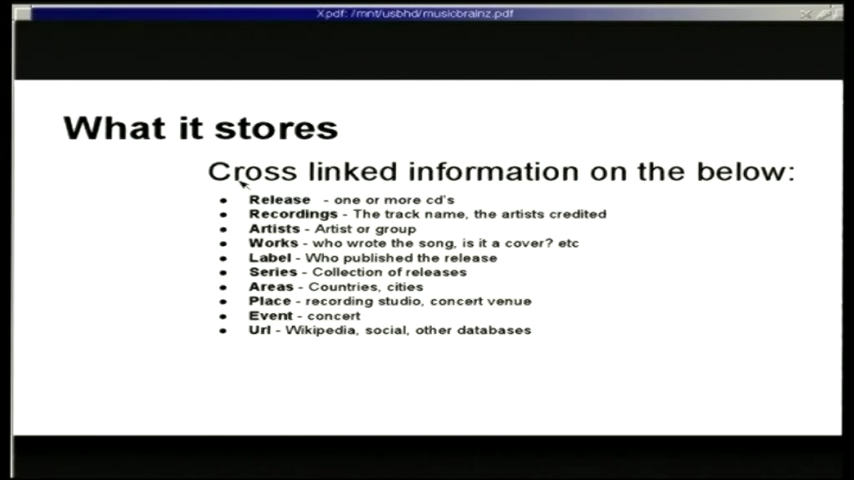 Xpdf: /mnt/usbhd/musicbrainz.pdf
What it stores
Cross linked information on the below:
● Release - one or more cd's
● Recordings - The track name, the artists credited
● Artists - Artist or group
● Works - who wrote the song, is it a cover? etc
● Label - Who published the release
● Series - Collection of releases
● Areas - Countries, cities
● Place - recording studio, concert venue
● Event - concert
● Url - Wikipedia, social, other databases